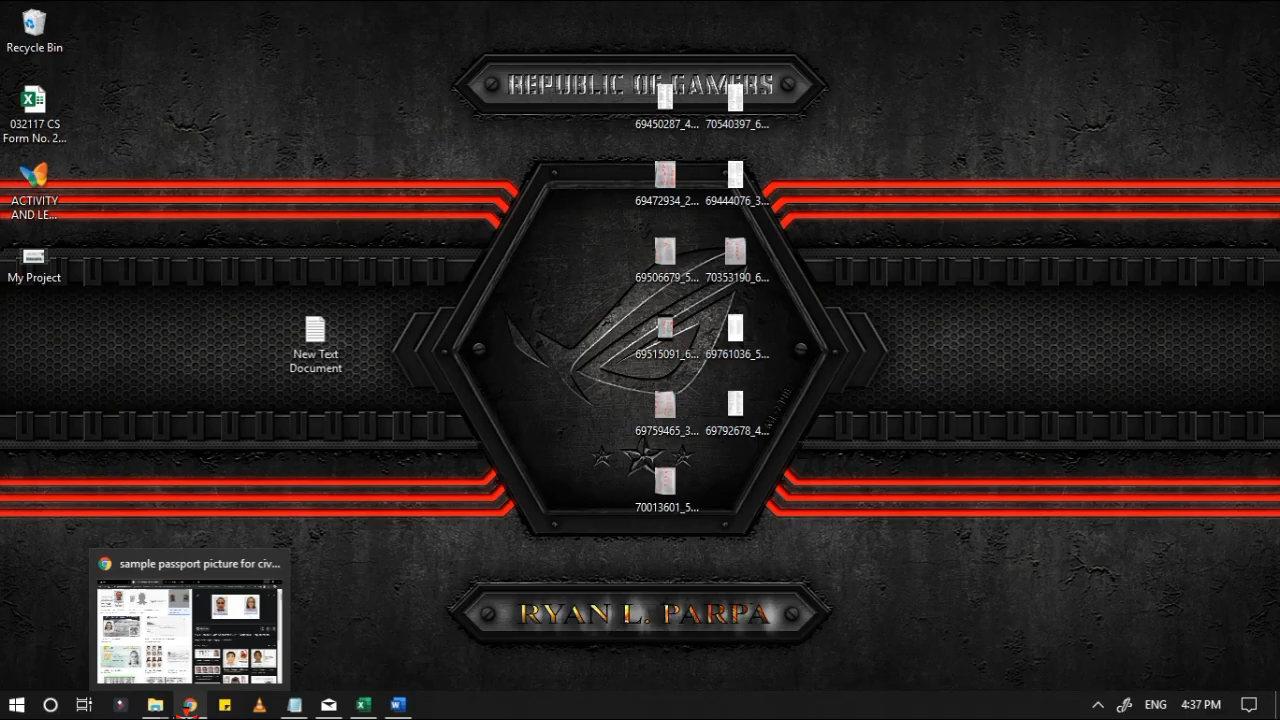 Recycle Bin
032117 CS
Form No. 2...
ACTIVITY
AND LE...
My Project
New Text
Document
REPUBLIC OF GAMERS
69450287_4... 70540397_6...
69472934_2... 69444076_3...
69506679_5... 70353190_6...
69515091_6... 69761036_5...
69759465_3... 69792678_4...
70013601_5...
RYAN L. PARPA
sample passport picture for civ...
ENG 4:37 PM